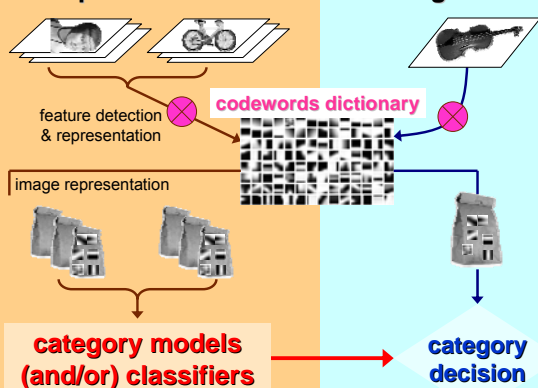 feature detection
& representation
codewords dictionary
image representation
category models
(and/or) classifiers
category
decision